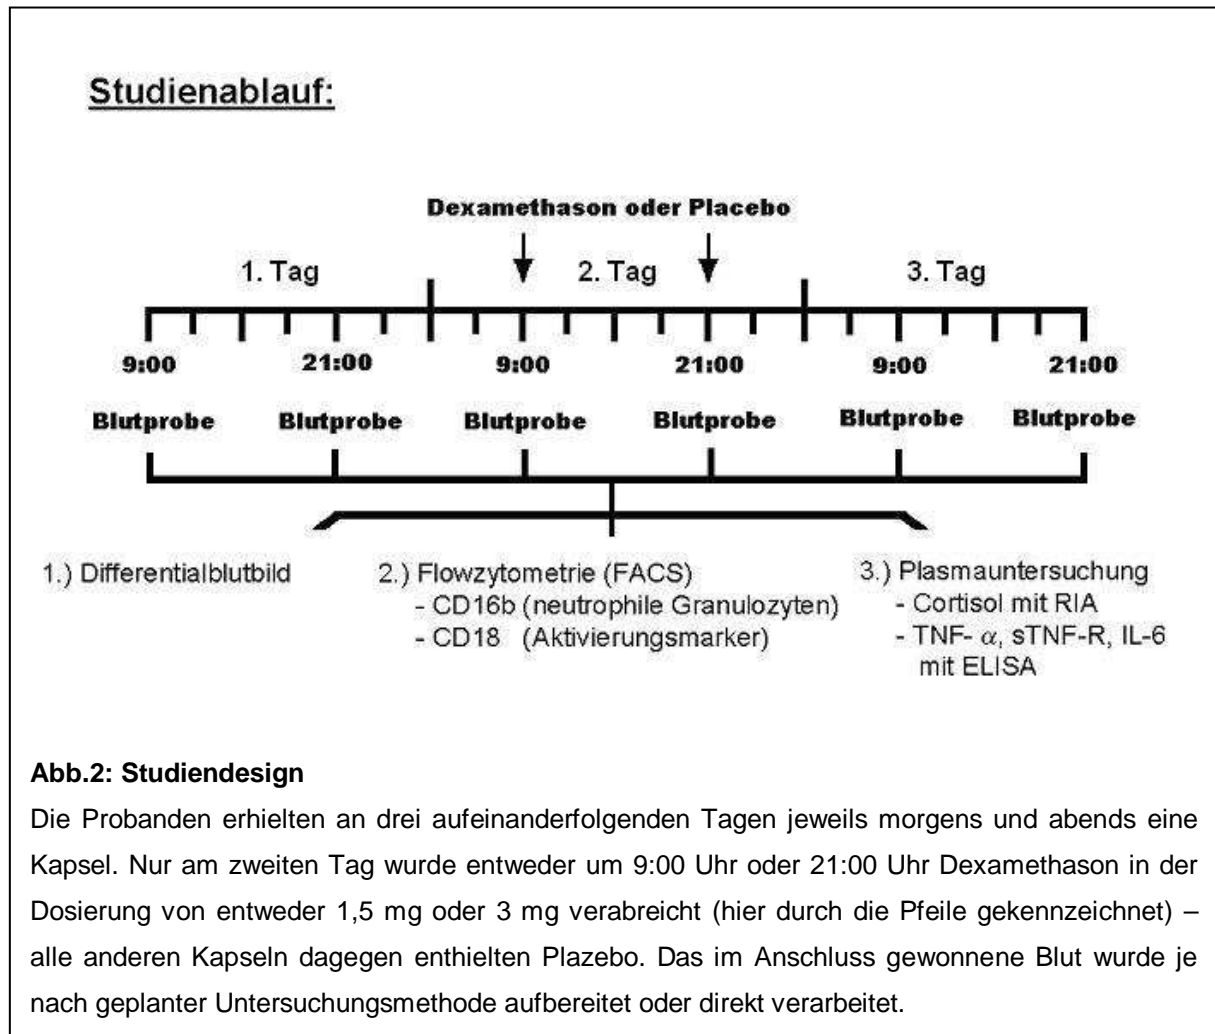 Studienablauf:
Dexamethason oder Placebo
1. Tag 2. Tag 3. Tag
9:00 21:00 9:00 21:00 9:00 21:00
Blutprobe Blutprobe Blutprobe Blutprobe Blutprobe Blutprobe
1.) Differentialblutbild
2.) Flowzytometrie (FACS)
- CD16b (neutrophile Granulozyten)
- CD18 (Aktivierungsmarker)
3.) Plasmauntersuchung
- Cortisol mit RIA
- TNF- α, sTNF-R, IL-6
mit ELISA
Abb.2: Studiendesign
Die Probanden erhielten an drei aufeinanderfolgenden Tagen jeweils morgens und abends eine
Kapsel. Nur am zweiten Tag wurde entweder um 9:00 Uhr oder 21:00 Uhr Dexamethason in der
Dosierung von entweder 1,5 mg oder 3 mg verabreicht (hier durch die Pfeile gekennzeichnet) –
alle anderen Kapseln dagegen enthielten Plazebo. Das im Anschluss gewonnene Blut wurde je
nach geplanter Untersuchungsmethode aufbereitet oder direkt verarbeitet.